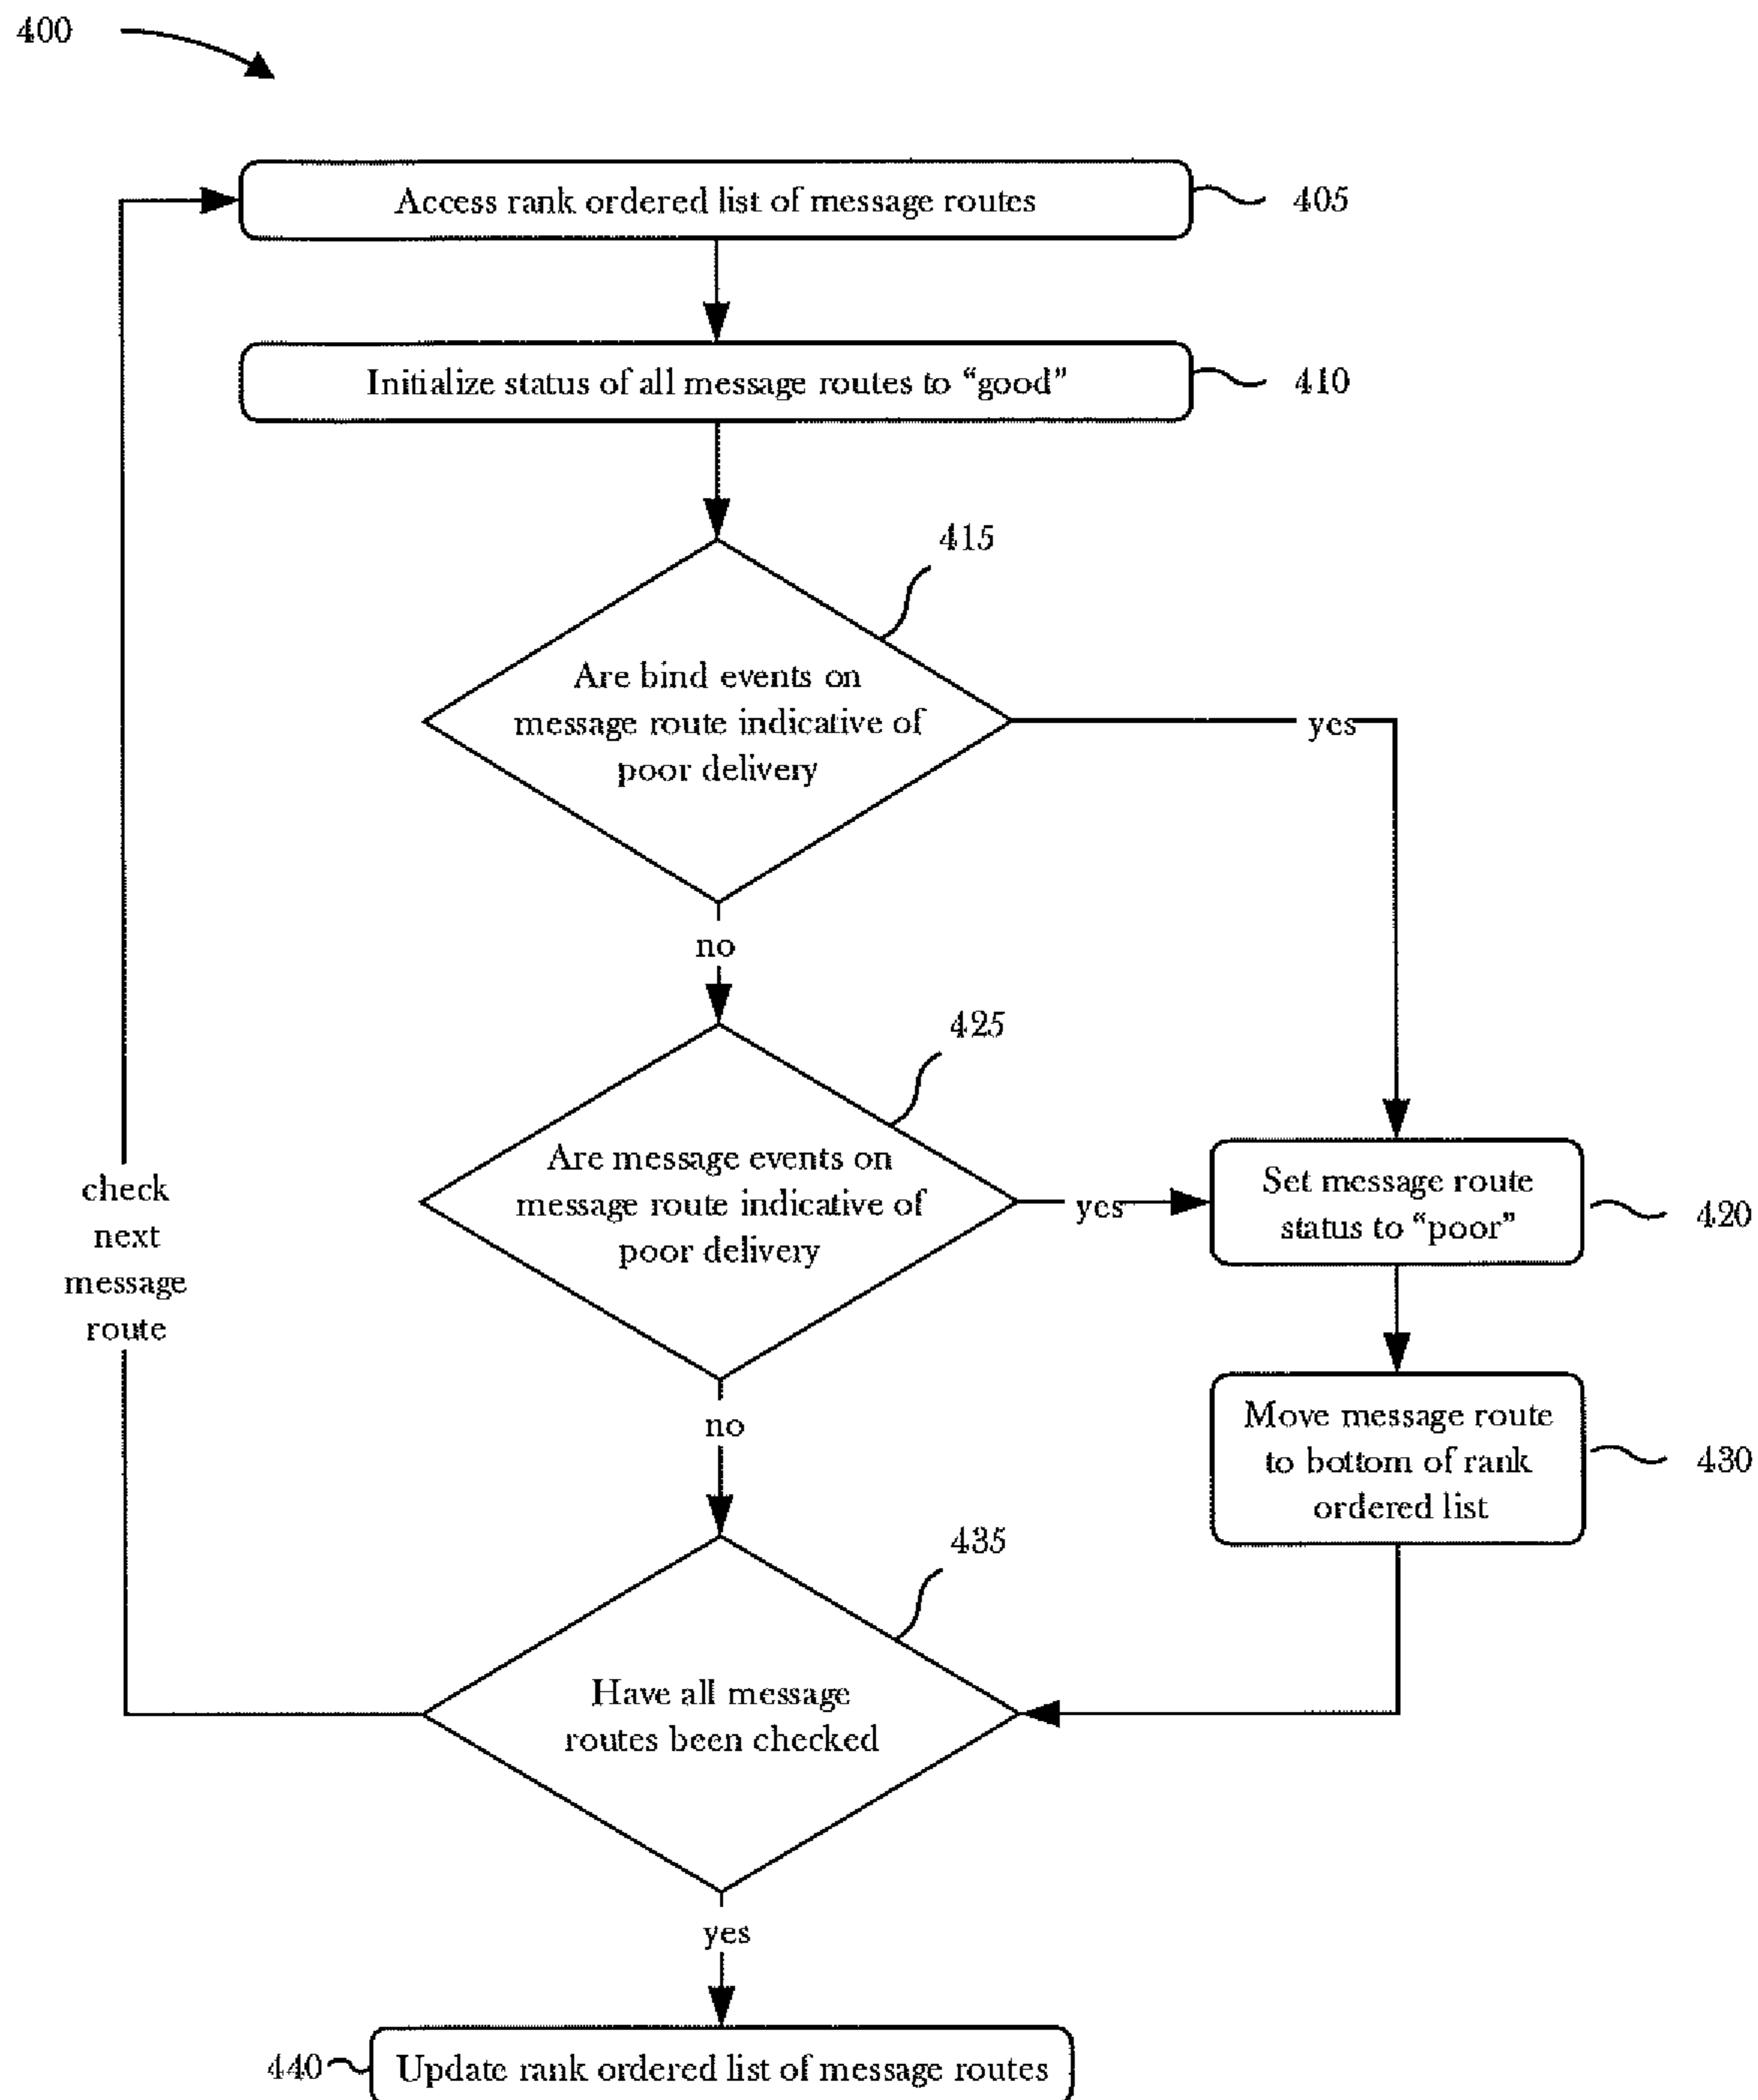 400
Access rank ordered list of message routes
405
Initialize status of all message routes to “good”
410
415
Are bind events on
message route indicative of
poor delivery
yes
no
425
Are message events on
message route indicative of
poor delivery
yes
Set message route
status to “poor”
420
check
next
message
route
no
Move message route
to bottom of rank
ordered list
430
435
Have all message
routes been checked
yes
440
Update rank ordered list of message routes